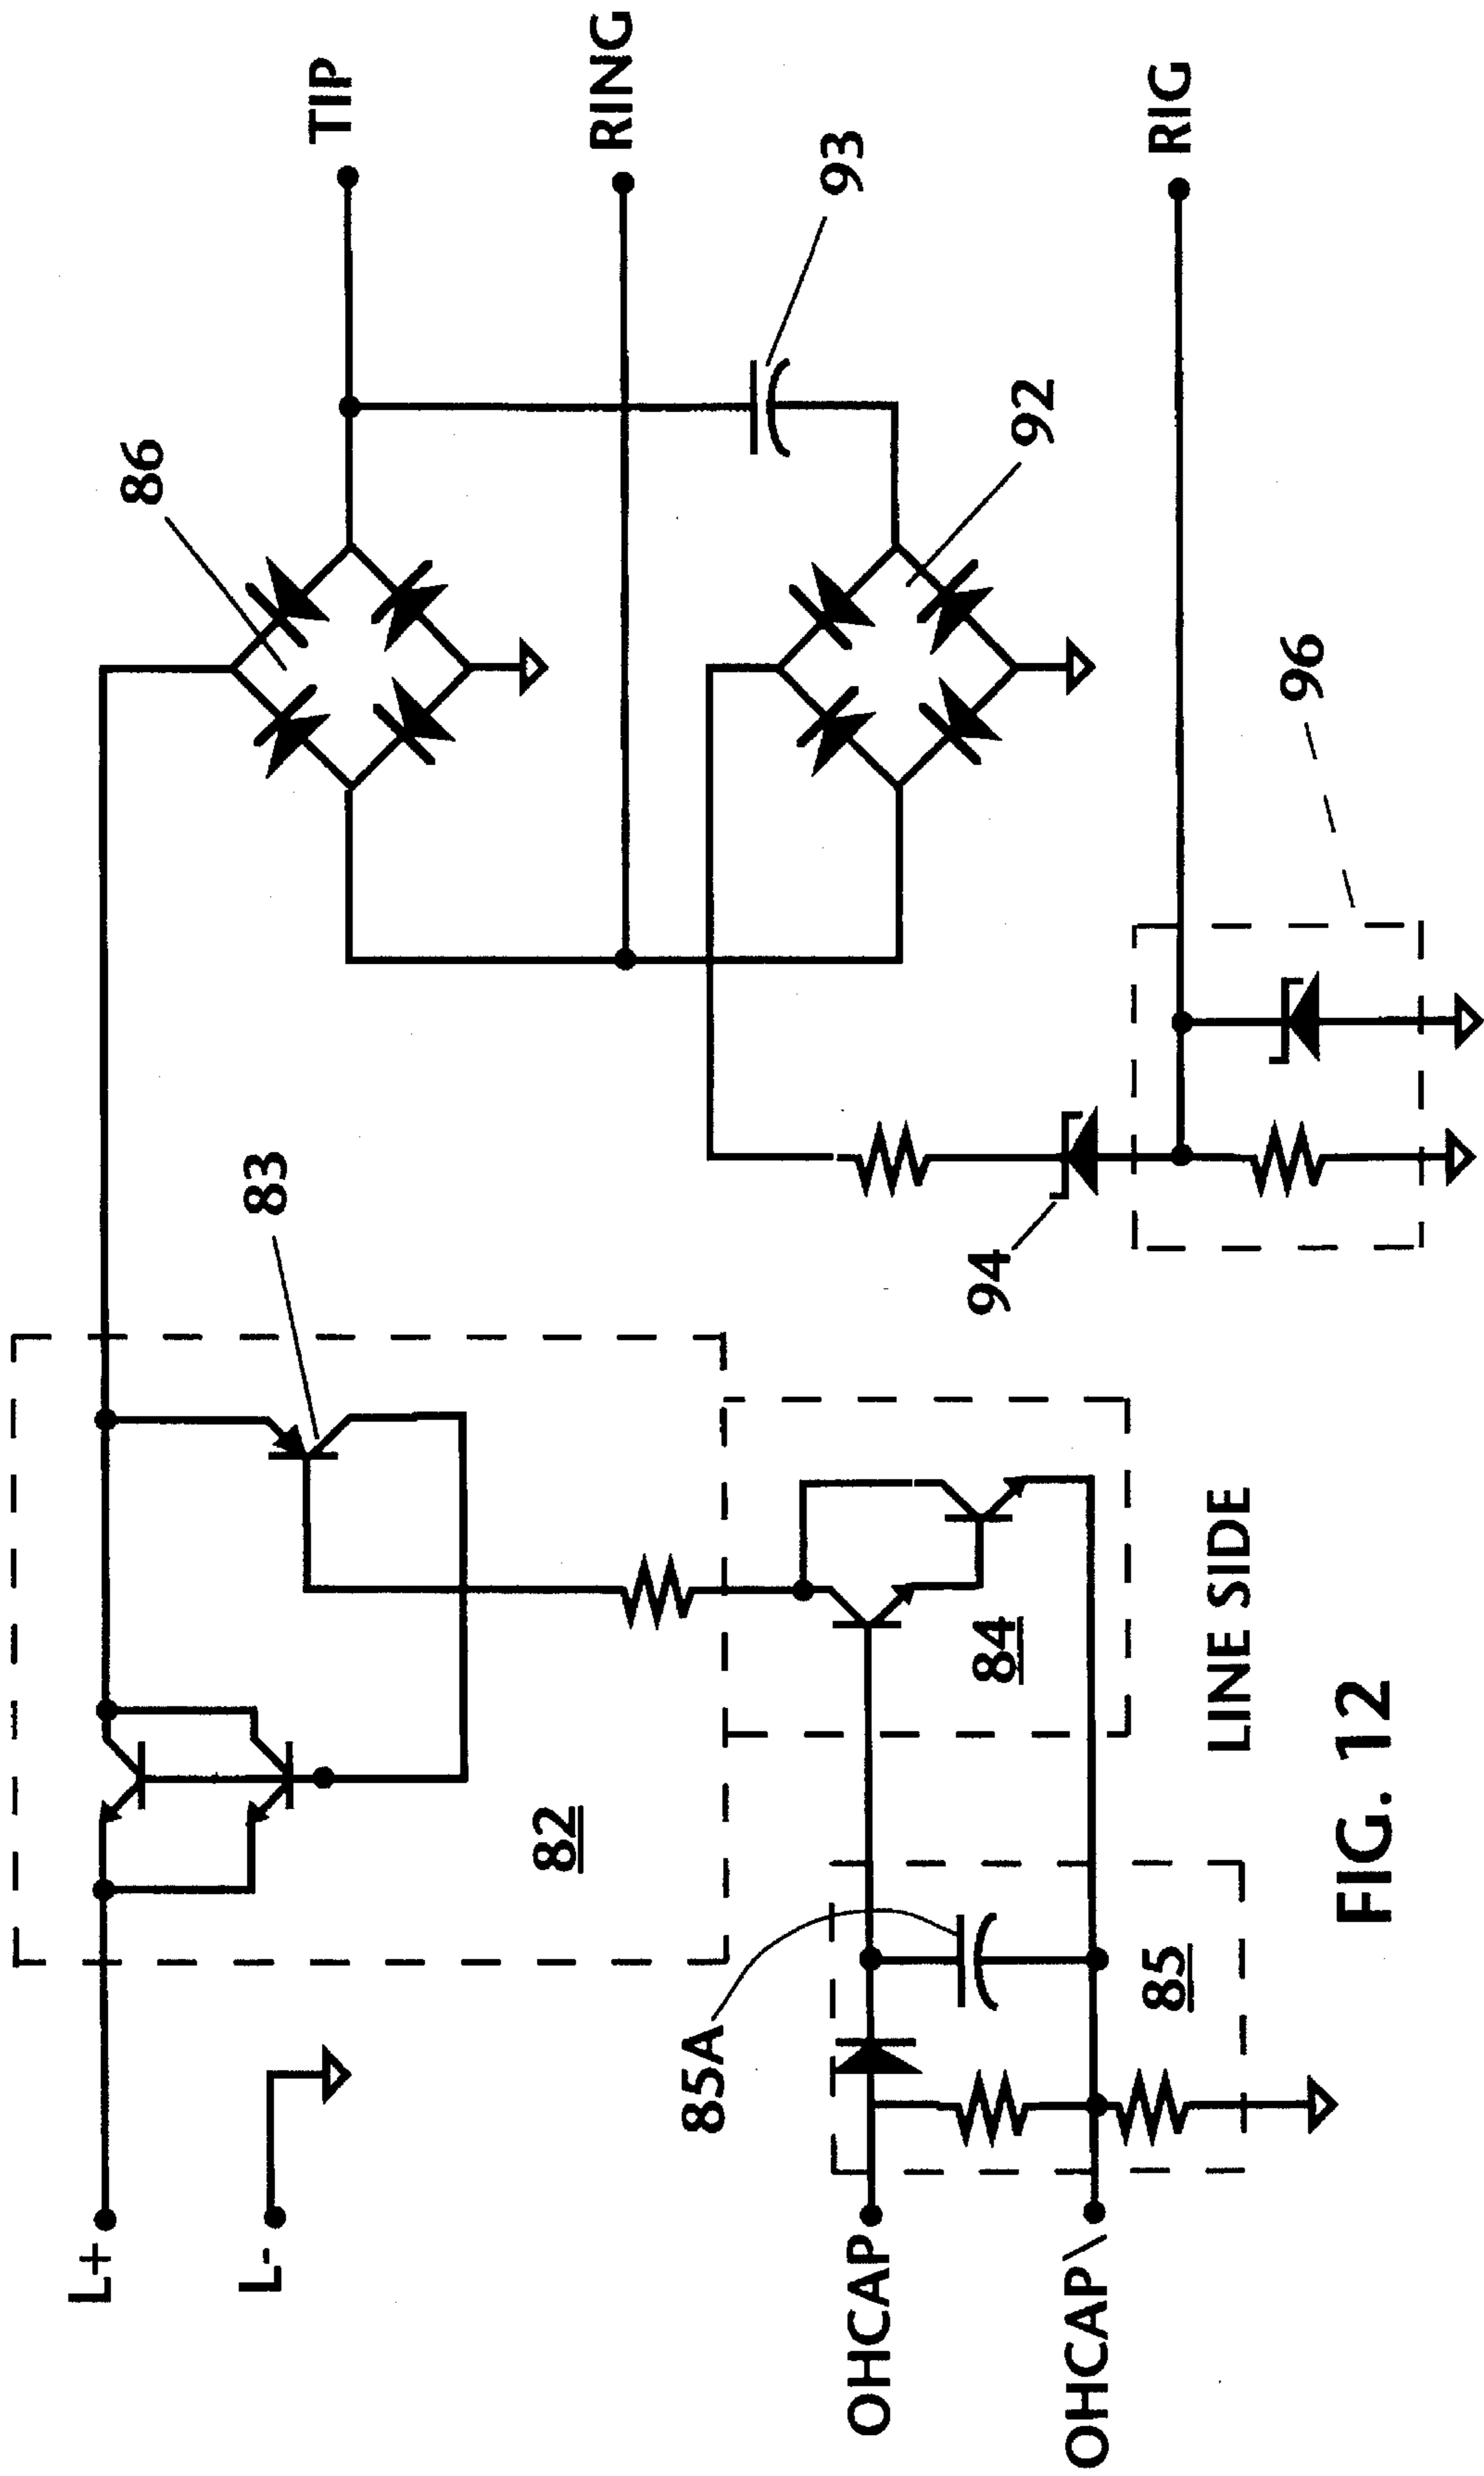 L+
L-
82
83
86
TIP
RING
93
92
85A
OHCAP
OHCAP\
85
84
94
96
RIG
LINE SIDE
FIG. 12